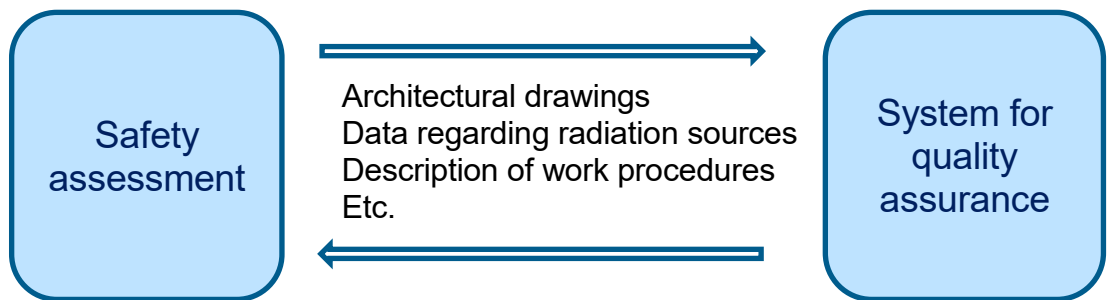 Safety
assessment
Architectural drawings
Data regarding radiation sources
Description of work procedures
Etc.
System for
quality
assurance